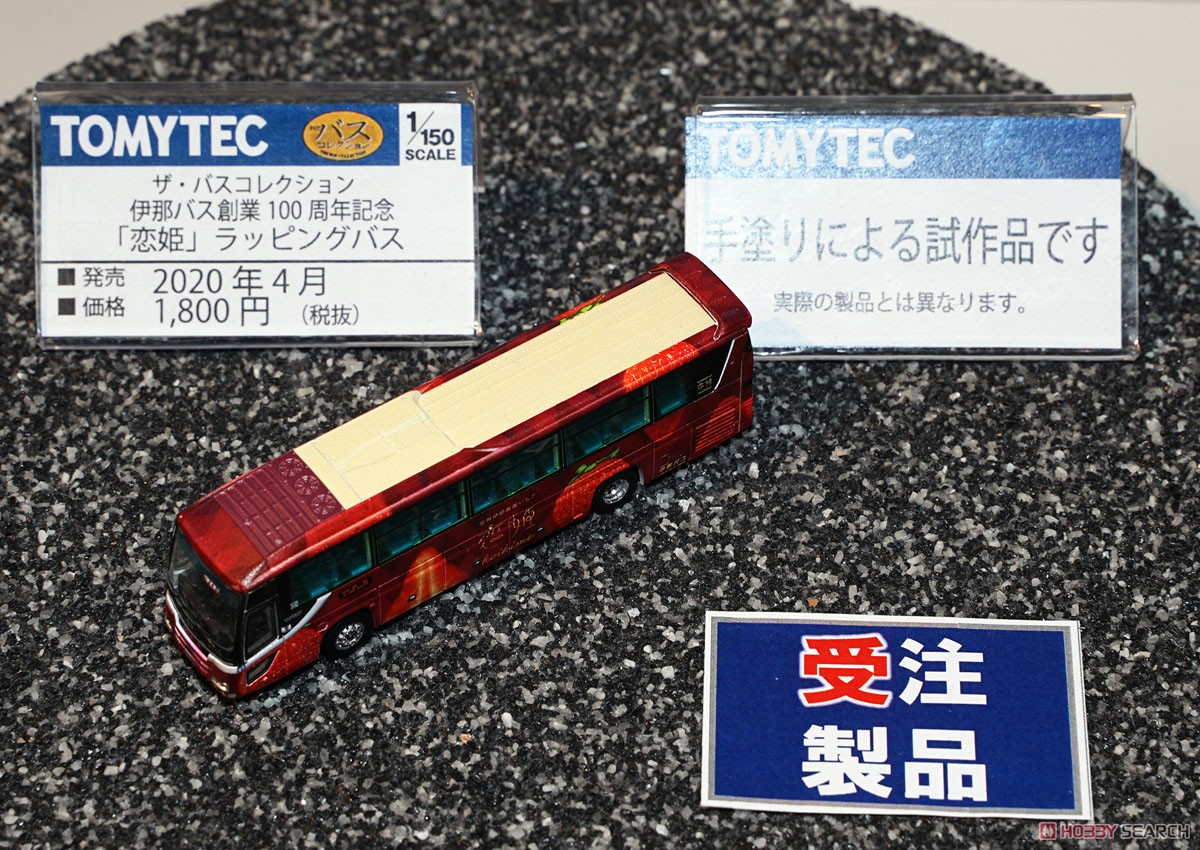 TOMYTEC
バス
コレクション
1/150
SCALE
ザ・バスコレクション
伊那バス創業100周年記念
「恋姫」ラッピングバス
■発売 2020年4月
■価格 1,800円 (税抜)
TOMYTEC
手塗りによる試作品です
実際の製品とは異なります。
恋姫
受注
製品
HOBBY SEARCH